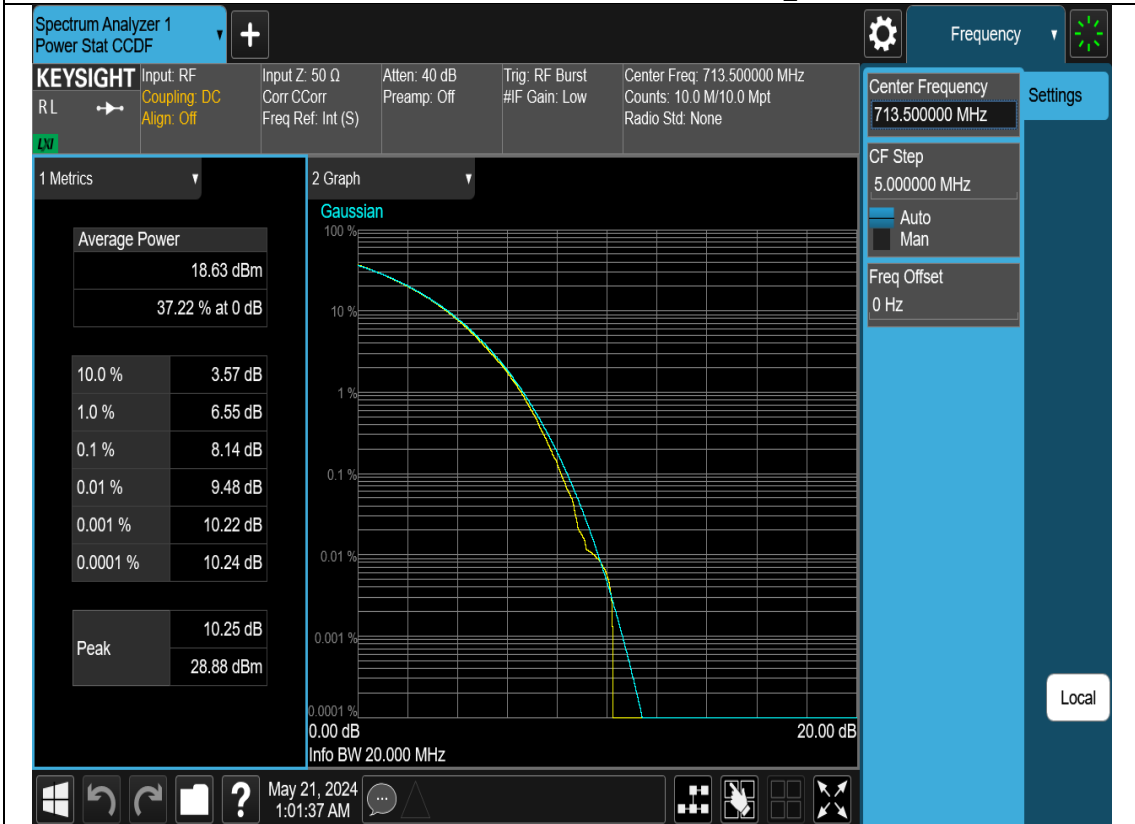 Spectrum Analyzer 1
Power Stat CCDF
+
Frequency
KEYSIGHT
RL
LXI
Input: RF
Coupling: DC
Align: Off
Input Z: 50 Ω
Corr CCorr
Freq Ref: Int (S)
Atten: 40 dB
Preamp: Off
Trig: RF Burst
#IF Gain: Low
Center Freq: 713.500000 MHz
Counts: 10.0 M/10.0 Mpt
Radio Std: None
Center Frequency
713.500000 MHz
Settings
CF Step
5.000000 MHz
Auto
Man
Freq Offset
0 Hz
1 Metrics
Average Power
18.63 dBm
37.22 % at 0 dB
10.0 % 3.57 dB
1.0 % 6.55 dB
0.1 % 8.14 dB
0.01 % 9.48 dB
0.001 % 10.22 dB
0.0001 % 10.24 dB
Peak
10.25 dB
28.88 dBm
2 Graph
Gaussian
100 %
10 %
1 %
0.1 %
0.01 %
0.001 %
0.0001 %
0.00 dB 20.00 dB
Info BW 20.000 MHz
Local
?
May 21, 2024
1:01:37 AM